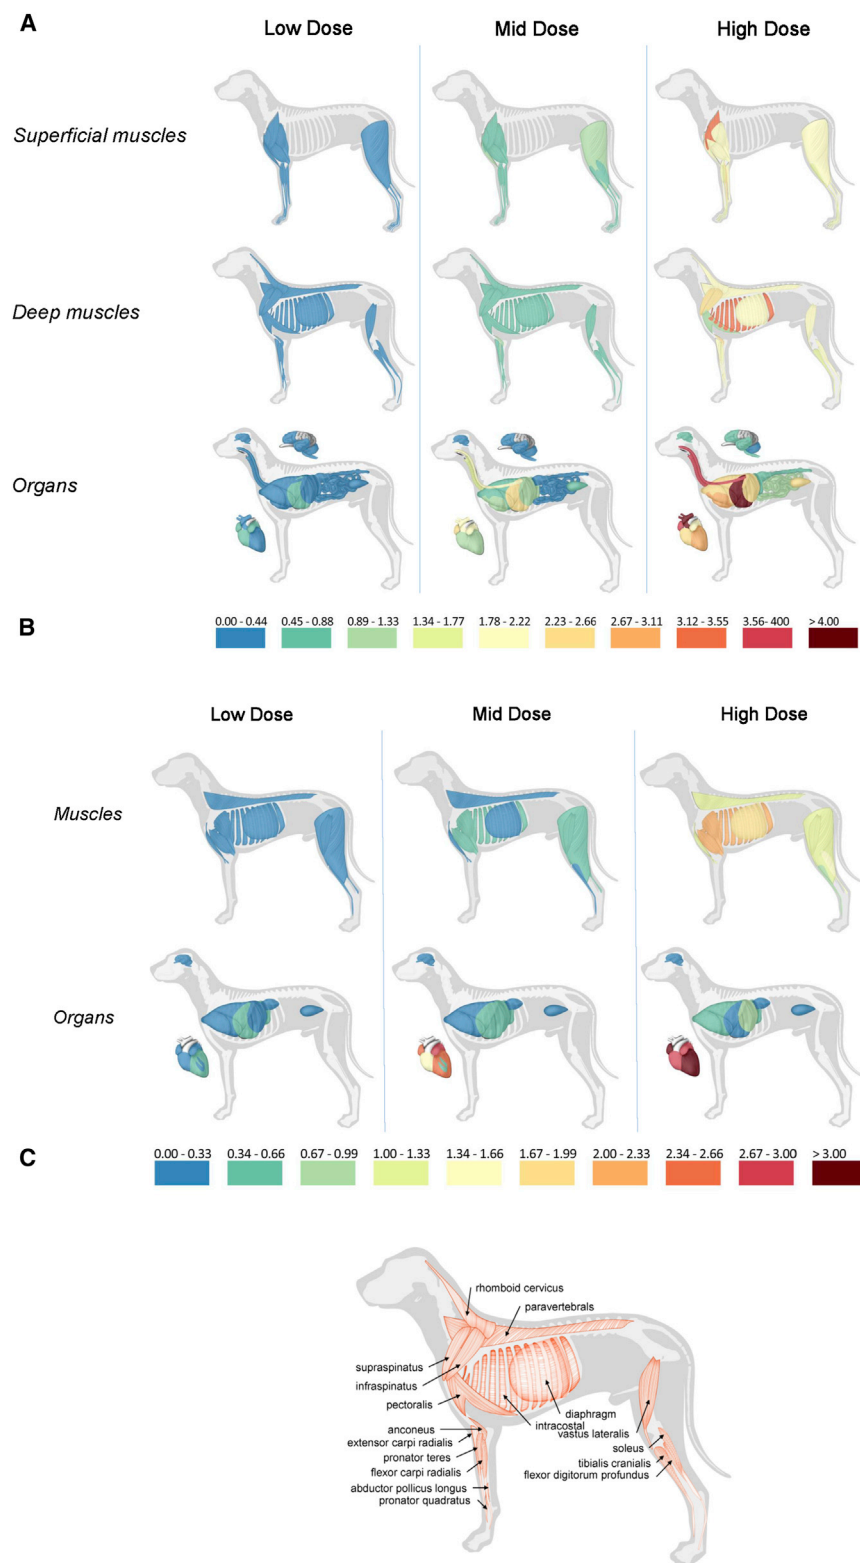 A
Low Dose Mid Dose High Dose
Superficial muscles
Deep muscles
Organs
B
0.00 - 0.44 0.45 - 0.88 0.89 - 1.33 1.34 - 1.77 1.78 - 2.22 2.23 - 2.66 2.67 - 3.11 3.12 - 3.55 3.56- 400 > 4.00
Low Dose Mid Dose High Dose
Muscles
Organs
C
0.00 - 0.33 0.34 - 0.66 0.67 - 0.99 1.00 - 1.33 1.34 - 1.66 1.67 - 1.99 2.00 - 2.33 2.34 - 2.66 2.67 - 3.00 > 3.00
rhomboid cervicus
paravertebrals
supraspinatus
infraspinatus
pectoralis
diaphragm
intracostal
vastus lateralis
anconeus
extensor carpi radialis
pronator teres
flexor carpi radialis
abductor pollicus longus
pronator quadratus
soleus
tibialis cranialis
flexor digitorum profundus